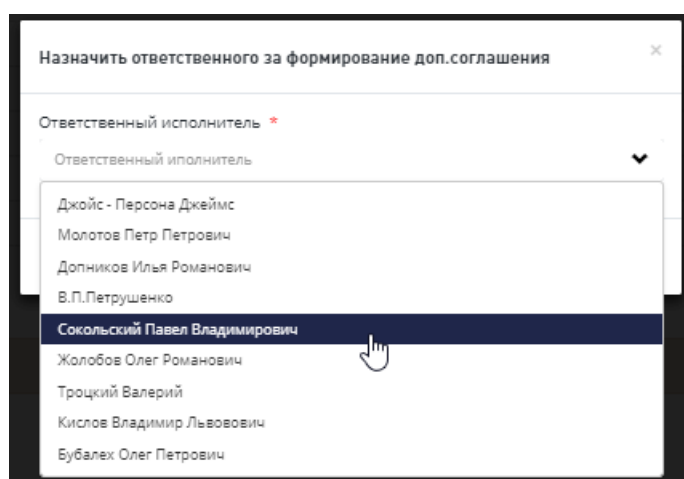 Назначить ответственного за формирование доп.соглашения
Ответственный исполнитель *
Ответственный иполнитель
Джойс - Персона Джеймс
Молотов Петр Петрович
Допников Илья Романович
В.П.Петрушенко
Сокольский Павел Владимирович
Жолобов Олег Романович
Троцкий Валерий
Кислов Владимир Львовович
Бубалех Олег Петрович